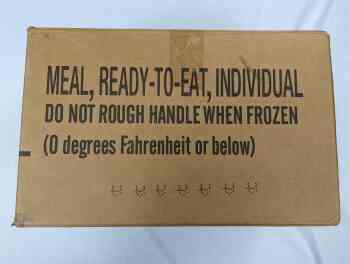 MEAL, READY-TO-EAT, INDIVIDUAL
DO NOT ROUGH HANDLE WHEN FROZEN
(0 degrees Fahrenheit or below)